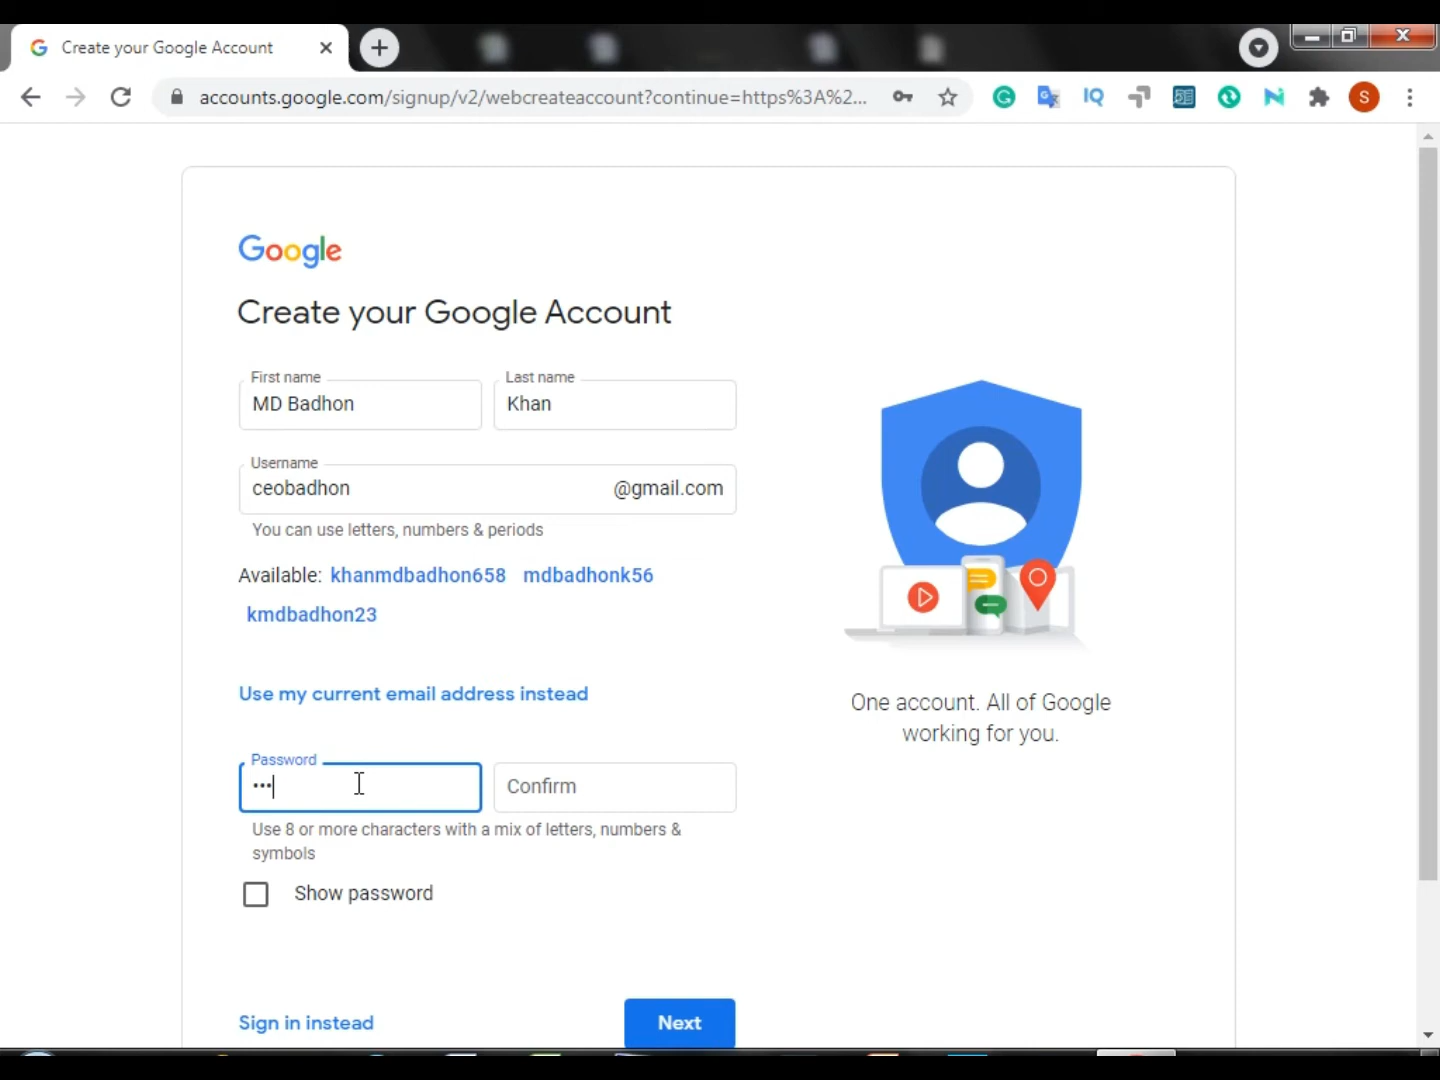 Create your Google Account
accounts.google.com/signup/v2/webcreateaccount?continue=https%3A%2...
IQ
S
Google
Create your Google Account
First name
Last name
MD Badhon
Khan
Username
ceobadhon
@gmail.com
You can use letters, numbers & periods
Available: khanmdbadhon658 mdbadhonk56
kmdbadhon23
Use my current email address instead
One account. All of Google
working for you.
Password
•••
Confirm
Use 8 or more characters with a mix of letters, numbers &
symbols
Show password
Sign in instead
Next